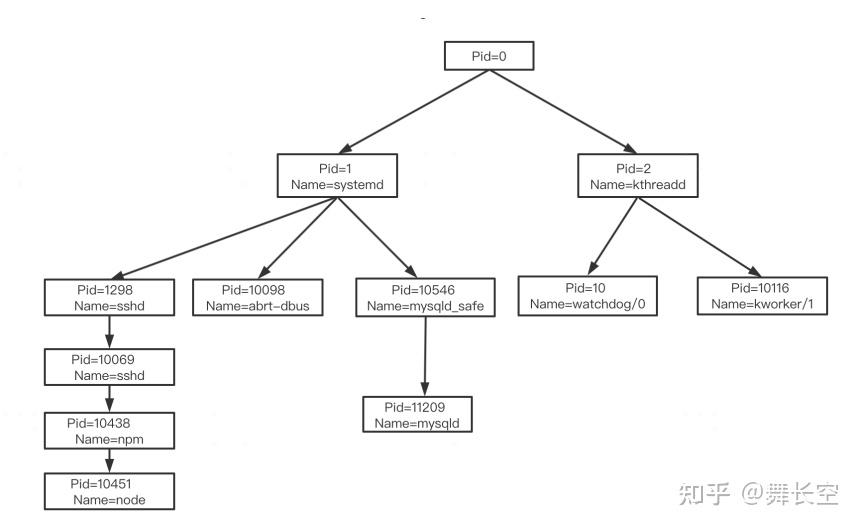 Pid=0
Pid=1
Name=systemd
Pid=2
Name=kthreadd
Pid=1298
Name=sshd
Pid=10098
Name=abrt-dbus
Pid=10546
Name=mysqld_safe
Pid=10
Name=watchdog/0
Pid=10116
Name=kworker/1
Pid=10069
Name=sshd
Pid=11209
Name=mysqld
Pid=10438
Name=npm
Pid=10451
Name=node
知乎 @舞长空